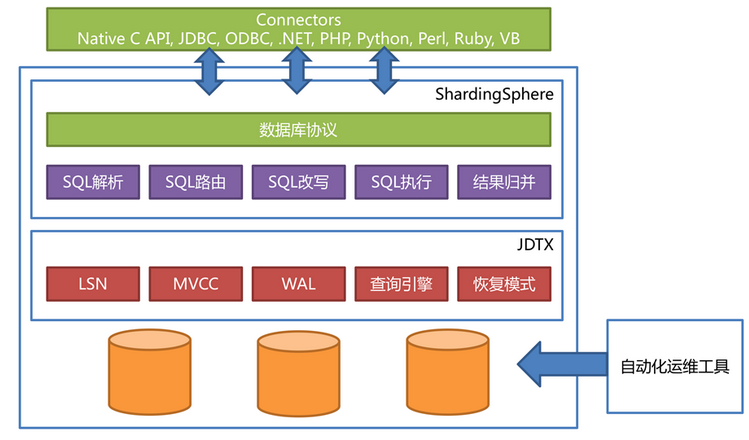 Connectors
Native C API, JDBC, ODBC, .NET, PHP, Python, Perl, Ruby, VB
ShardingSphere
数据库协议
SQL解析
SQL路由
SQL改写
SQL执行
结果归并
JDTX
LSN
MVCC
WAL
查询引擎
恢复模式
自动化运维工具